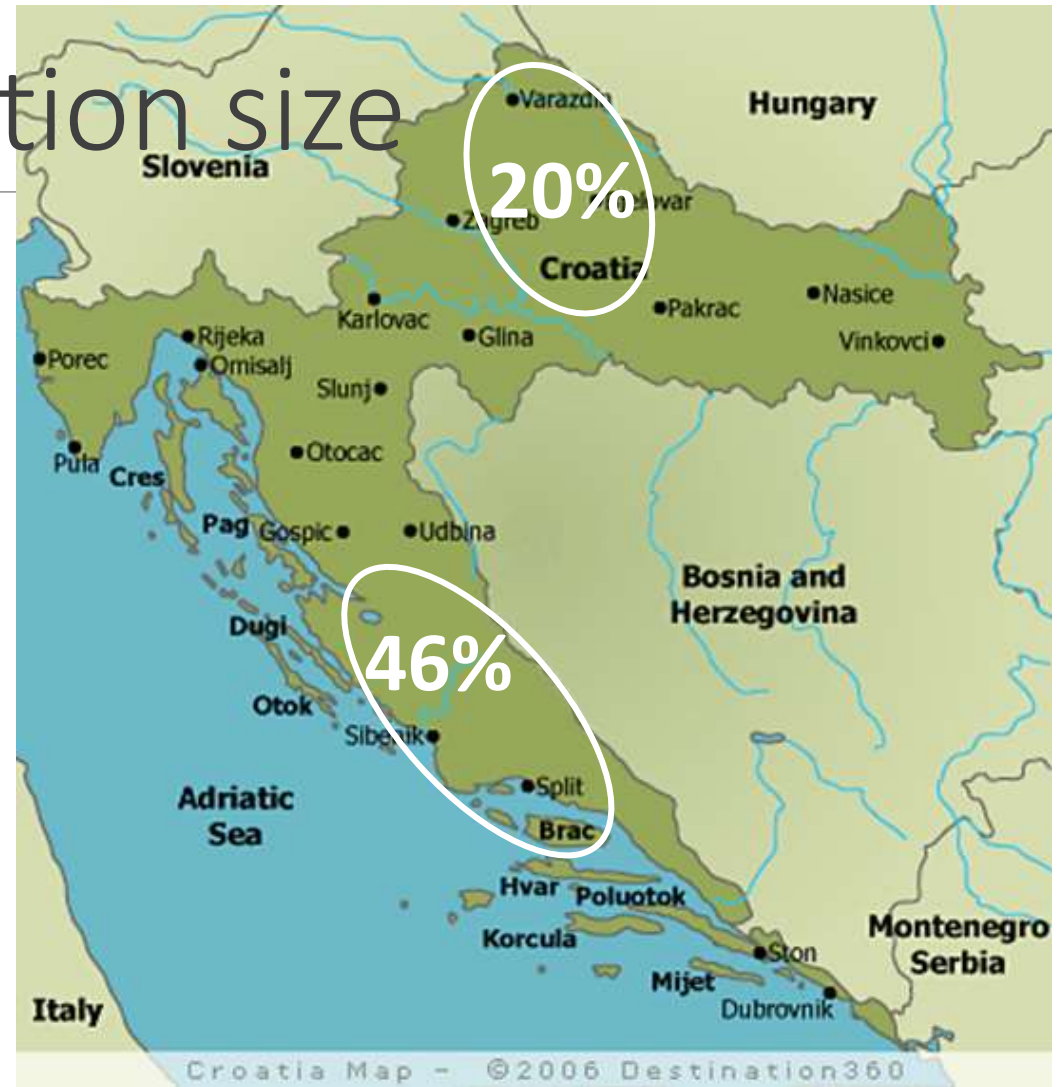 tion size
Slovenia
Hungary
Varazdin
20%
Bjelovar
Zagreb
Croatia
Karlovac
Glina
Pakrac
Nasice
Vinkovci
Rijeka
Porec
Omisalj
Slunj
Otocac
Pula
Cres
Pag
Gospic
Udbina
Bosnia and
Herzegovina
Dugi
Otok
46%
Sibenik
Split
Adriatic
Sea
Brac
Hvar
Poluotok
Korcula
Ston
Mijet
Dubrovnik
Montenegro
Serbia
Italy
Croatia Map - ©2006 Destination360